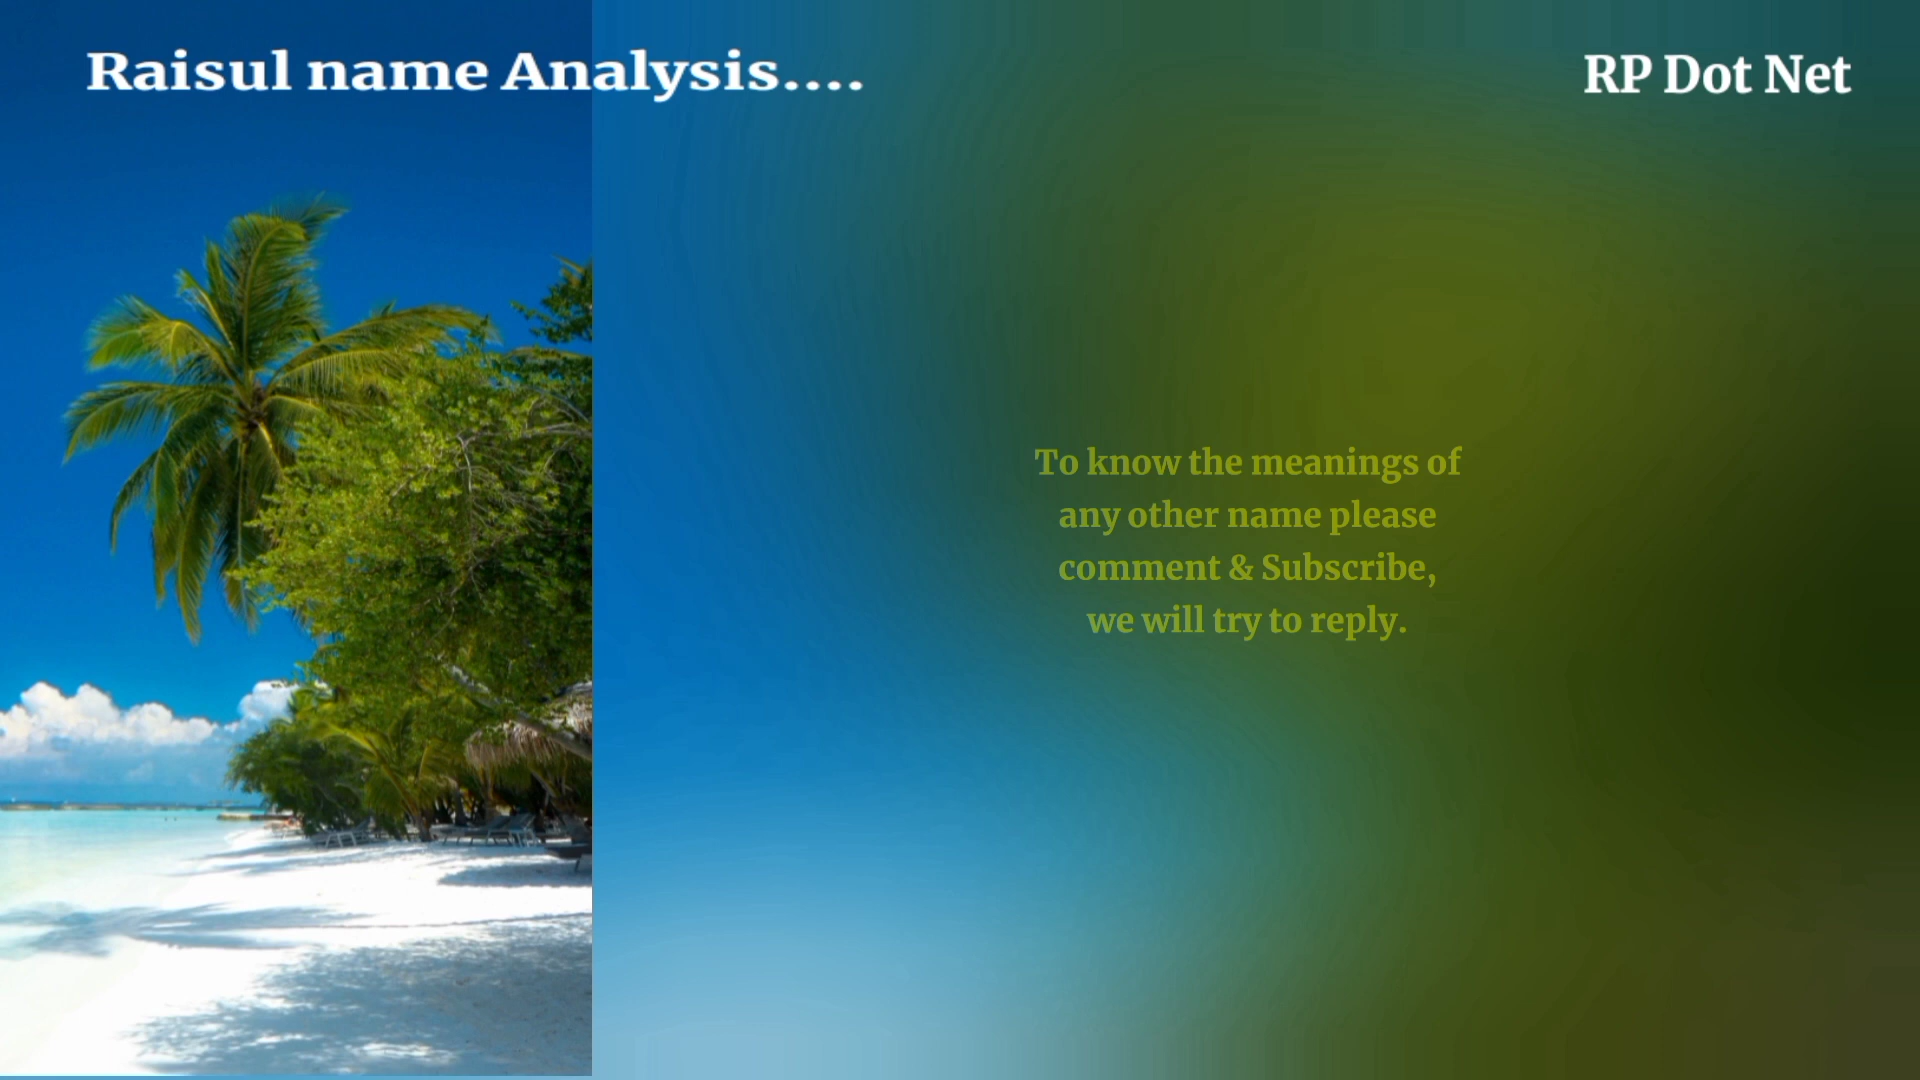 Raisul name Analysis....
RP Dot Net
To know the meanings of
any other name please
comment & Subscribe,
we will try to reply.